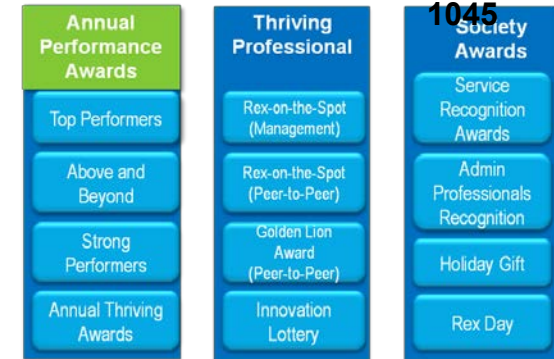 Annual
Performance
Awards
Top Performers
Above and
Beyond
Strong
Performers
Annual Thriving
Awards
Thriving
Professional
Rex-on-the-Spot
(Management)
Rex-on-the-Spot
(Peer-to-Peer)
Golden Lion
Award
(Peer-to-Peer)
Innovation
Lottery
1045
Society
Awards
Service
Recognition
Awards
Admin
Professionals
Recognition
Holiday Gift
Rex Day